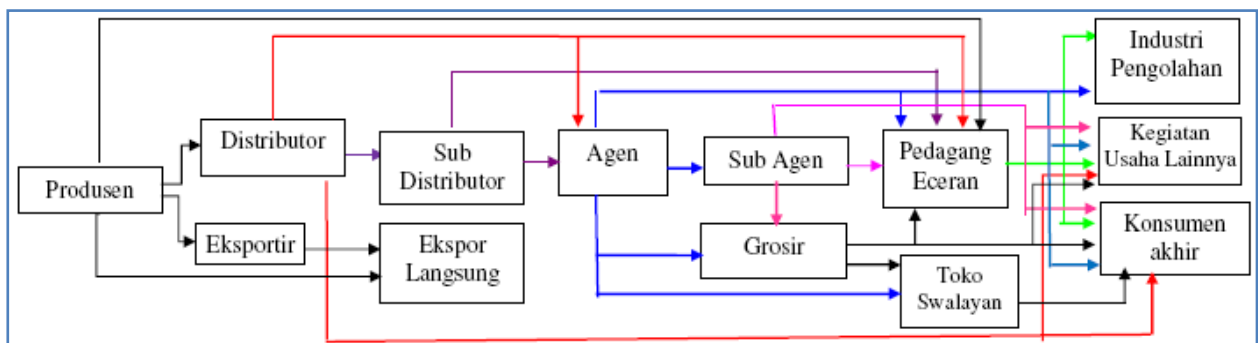 Industri
Pengolahan
Distributor
Sub
Distributor
Agen
Sub Agen
Pedagang
Eceran
Kegiatan
Usaha Lainnya
Produsen
Eksportir
Ekspor
Langsung
Grosir
Toko
Swalayan
Konsumen
akhir